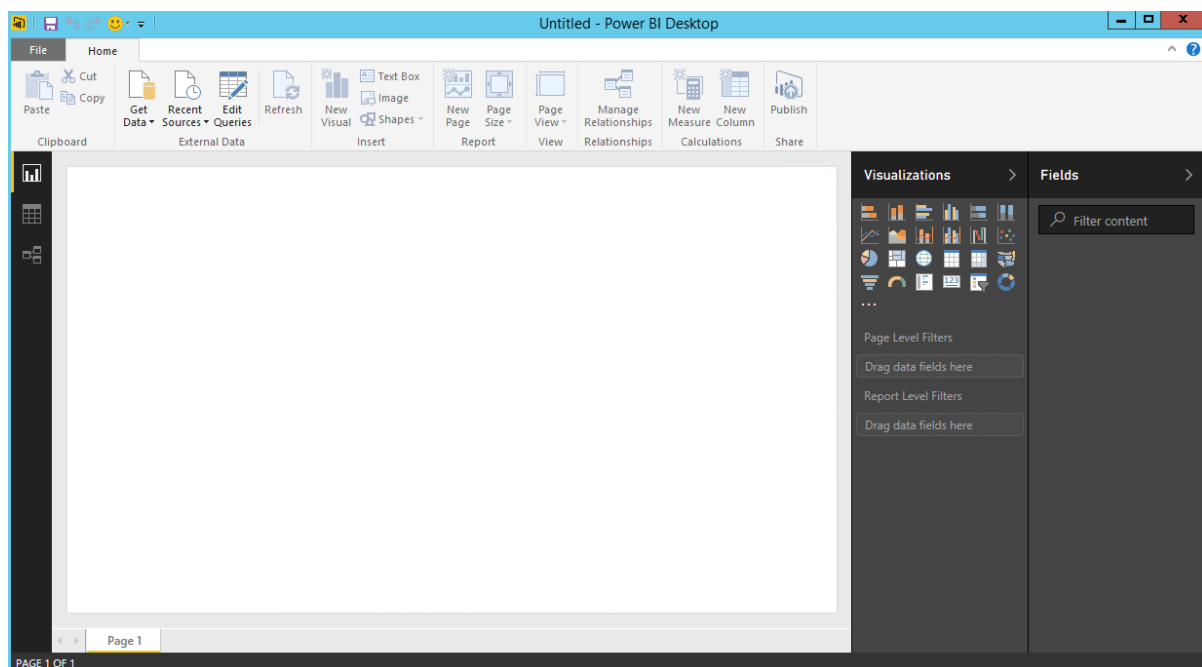 Untitled - Power BI Desktop
File Home
Paste
Cut
Copy
Clipboard
Get Data
Recent Sources
Edit Queries
Refresh
External Data
New Visual
Text Box
Image
Shapes
Insert
New Page
Page Size
Report
Page View
View
Manage Relationships
Relationships
New Measure
New Column
Calculations
Publish
Share
Visualizations
Fields
Filter content
123
Page Level Filters
Drag data fields here
Report Level Filters
Drag data fields here
Page 1
PAGE 1 OF 1